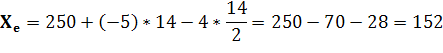 Xₑ = 250 + (−5) * 14 − 4 * 14/2 = 250 − 70 − 28 = 152